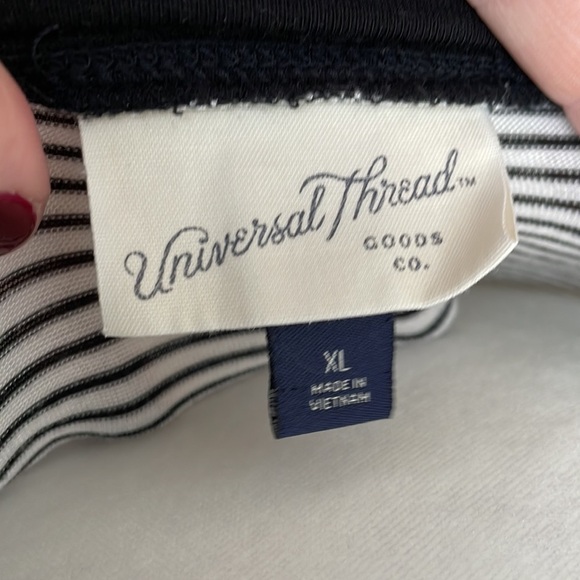 Universal Thread™
GOODS
CO.
XL
MADE IN
VIETNAM